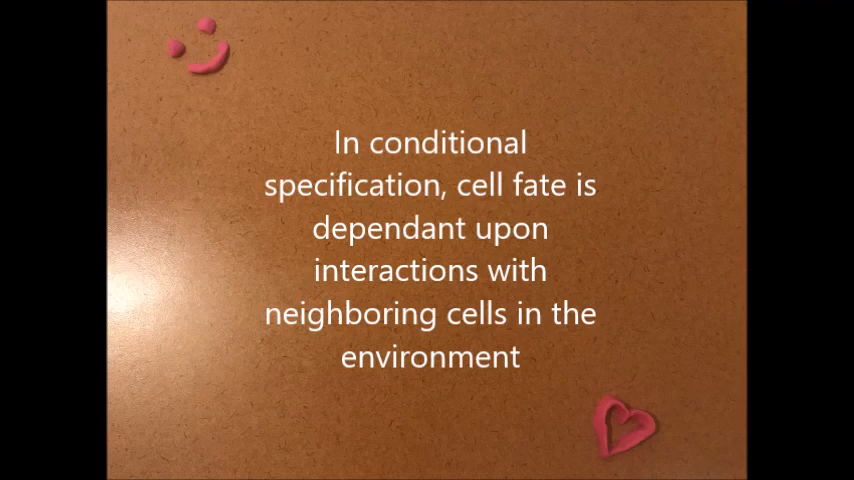 In conditional
specification, cell fate is
dependant upon
interactions with
neighboring cells in the
environment